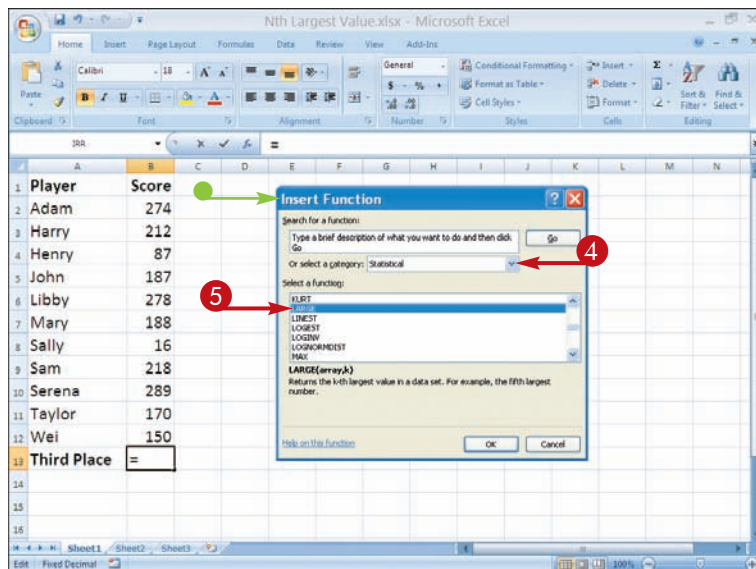 Nth Largest Value.xlsx - Microsoft Excel
Home Insert Page Layout Formulas Data Review View Add-Ins
Paste
Calibri 18
B I U
General
$ % ,
Conditional Formatting
Format as Table
Cell Styles
Insert
Delete
Format
Σ
Sort & Filter
Find & Select
Clipboard Font Alignment Number Styles Cells Editing
IRR fx =
A B C D E F G H I J K L M N
1 Player Score
2 Adam 274
3 Harry 212
4 Henry 87
5 John 187
6 Libby 278
7 Mary 188
8 Sally 16
9 Sam 218
10 Serena 289
11 Taylor 170
12 Wei 150
13 Third Place =
14
15
16
Insert Function
Search for a function:
Type a brief description of what you want to do and then click
Go
Go
Or select a category: Statistical
4
Select a function:
5
KURT
LARGE
LINEST
LOGEST
LOGINV
LOGNORMDIST
MAX
LARGE(array,k)
Returns the k-th largest value in a data set. For example, the fifth largest
number.
Help on this function
OK Cancel
Sheet1 Sheet2 Sheet3
Edit Fixed Decimal 100%